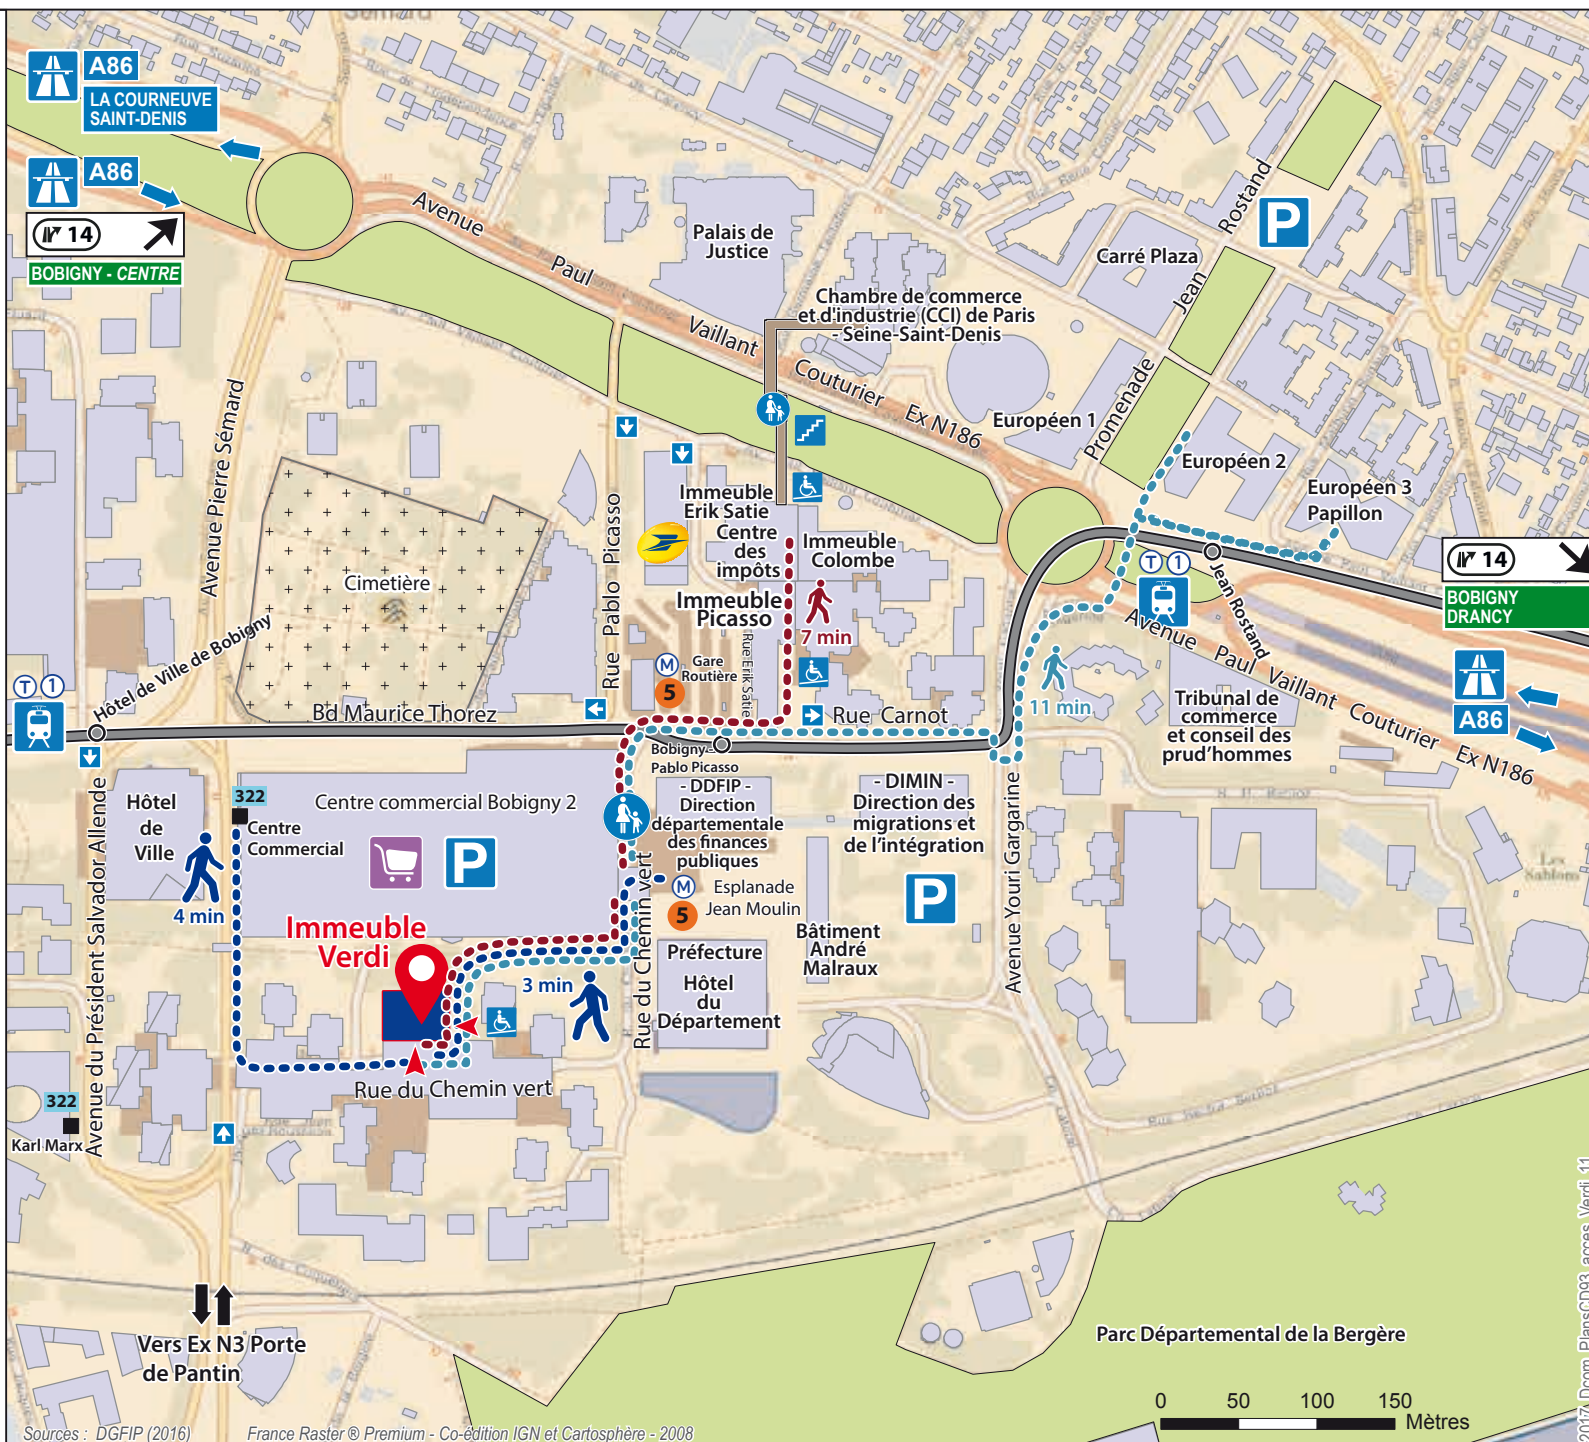 A86
LA COURNEUVE
SAINT-DENIS
A86
14
BOBIGNY - CENTRE
Avenue Paul Vaillant Couturier Ex N186
Palais de
Justice
Chambre de commerce
et d'industrie (CCI) de Paris
- Seine-Saint-Denis
Carré Plaza
Promenade Jean Rostand
P
Européen 1
Européen 2
Européen 3
Papillon
14
BOBIGNY
DRANCY
Avenue Pierre Sémard
Cimetière
Rue Pablo Picasso
Immeuble
Erik Satie
Centre
des
impôts
Immeuble
Colombe
Immeuble
Picasso
7 min
Rue Erik Satie
M
Gare
Routière
5
T 1
Jean Rostand
Avenue Paul Vaillant Couturier Ex N186
A86
11 min
Tribunal de
commerce
et conseil des
prud'hommes
T 1
Hôtel de Ville de Bobigny
Bd Maurice Thorez
Rue Carnot
Bobigny -
Pablo Picasso
Hôtel
de
Ville
322
Centre
Commercial
Centre commercial Bobigny 2
P
- DDFIP -
Direction
départementale
des finances
publiques
- DIMIN -
Direction des
migrations et
de l'intégration
Avenue Youri Gargarine
P
M
5
Esplanade
Jean Moulin
4 min
Immeuble
Verdi
3 min
Rue du Chemin vert
Préfecture
Hôtel
du
Département
Bâtiment
André
Malraux
Avenue du Président Salvador Allende
Rue du Chemin vert
322
Karl Marx
Les
Sablons
Vers Ex N3 Porte
de Pantin
Parc Départemental de la Bergère
0 50 100 150
Mètres
Sources : DGFIP (2016)
France Raster ® Premium - Co-édition IGN et Cartosphère - 2008
2017_Dcom_PlansCD93_acces_Verdi_11